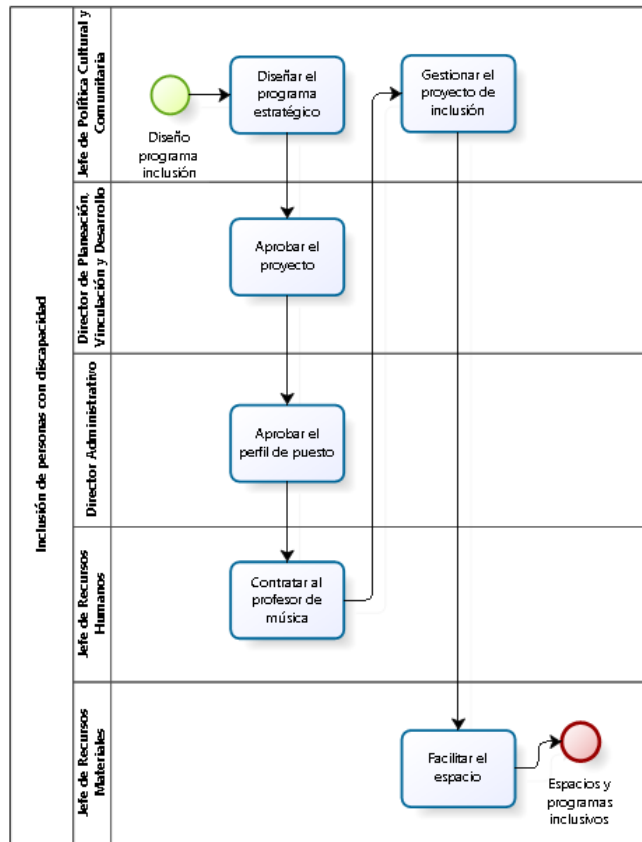 Inclusión de personas con discapacidad
Jefe de Política Cultural y
Comunitaria
Diseño
programa
inclusión
Diseñar el
programa
estratégico
Gestionar el
proyecto de
inclusión
Director de Planeación,
Vinculación y Desarrollo
Aprobar el
proyecto
Director Administrativo
Aprobar el
perfil de puesto
Jefe de Recursos
Humanos
Contratar al
profesor de
música
Jefe de Recursos
Materiales
Facilitar el
espacio
Espacios y
programas
inclusivos